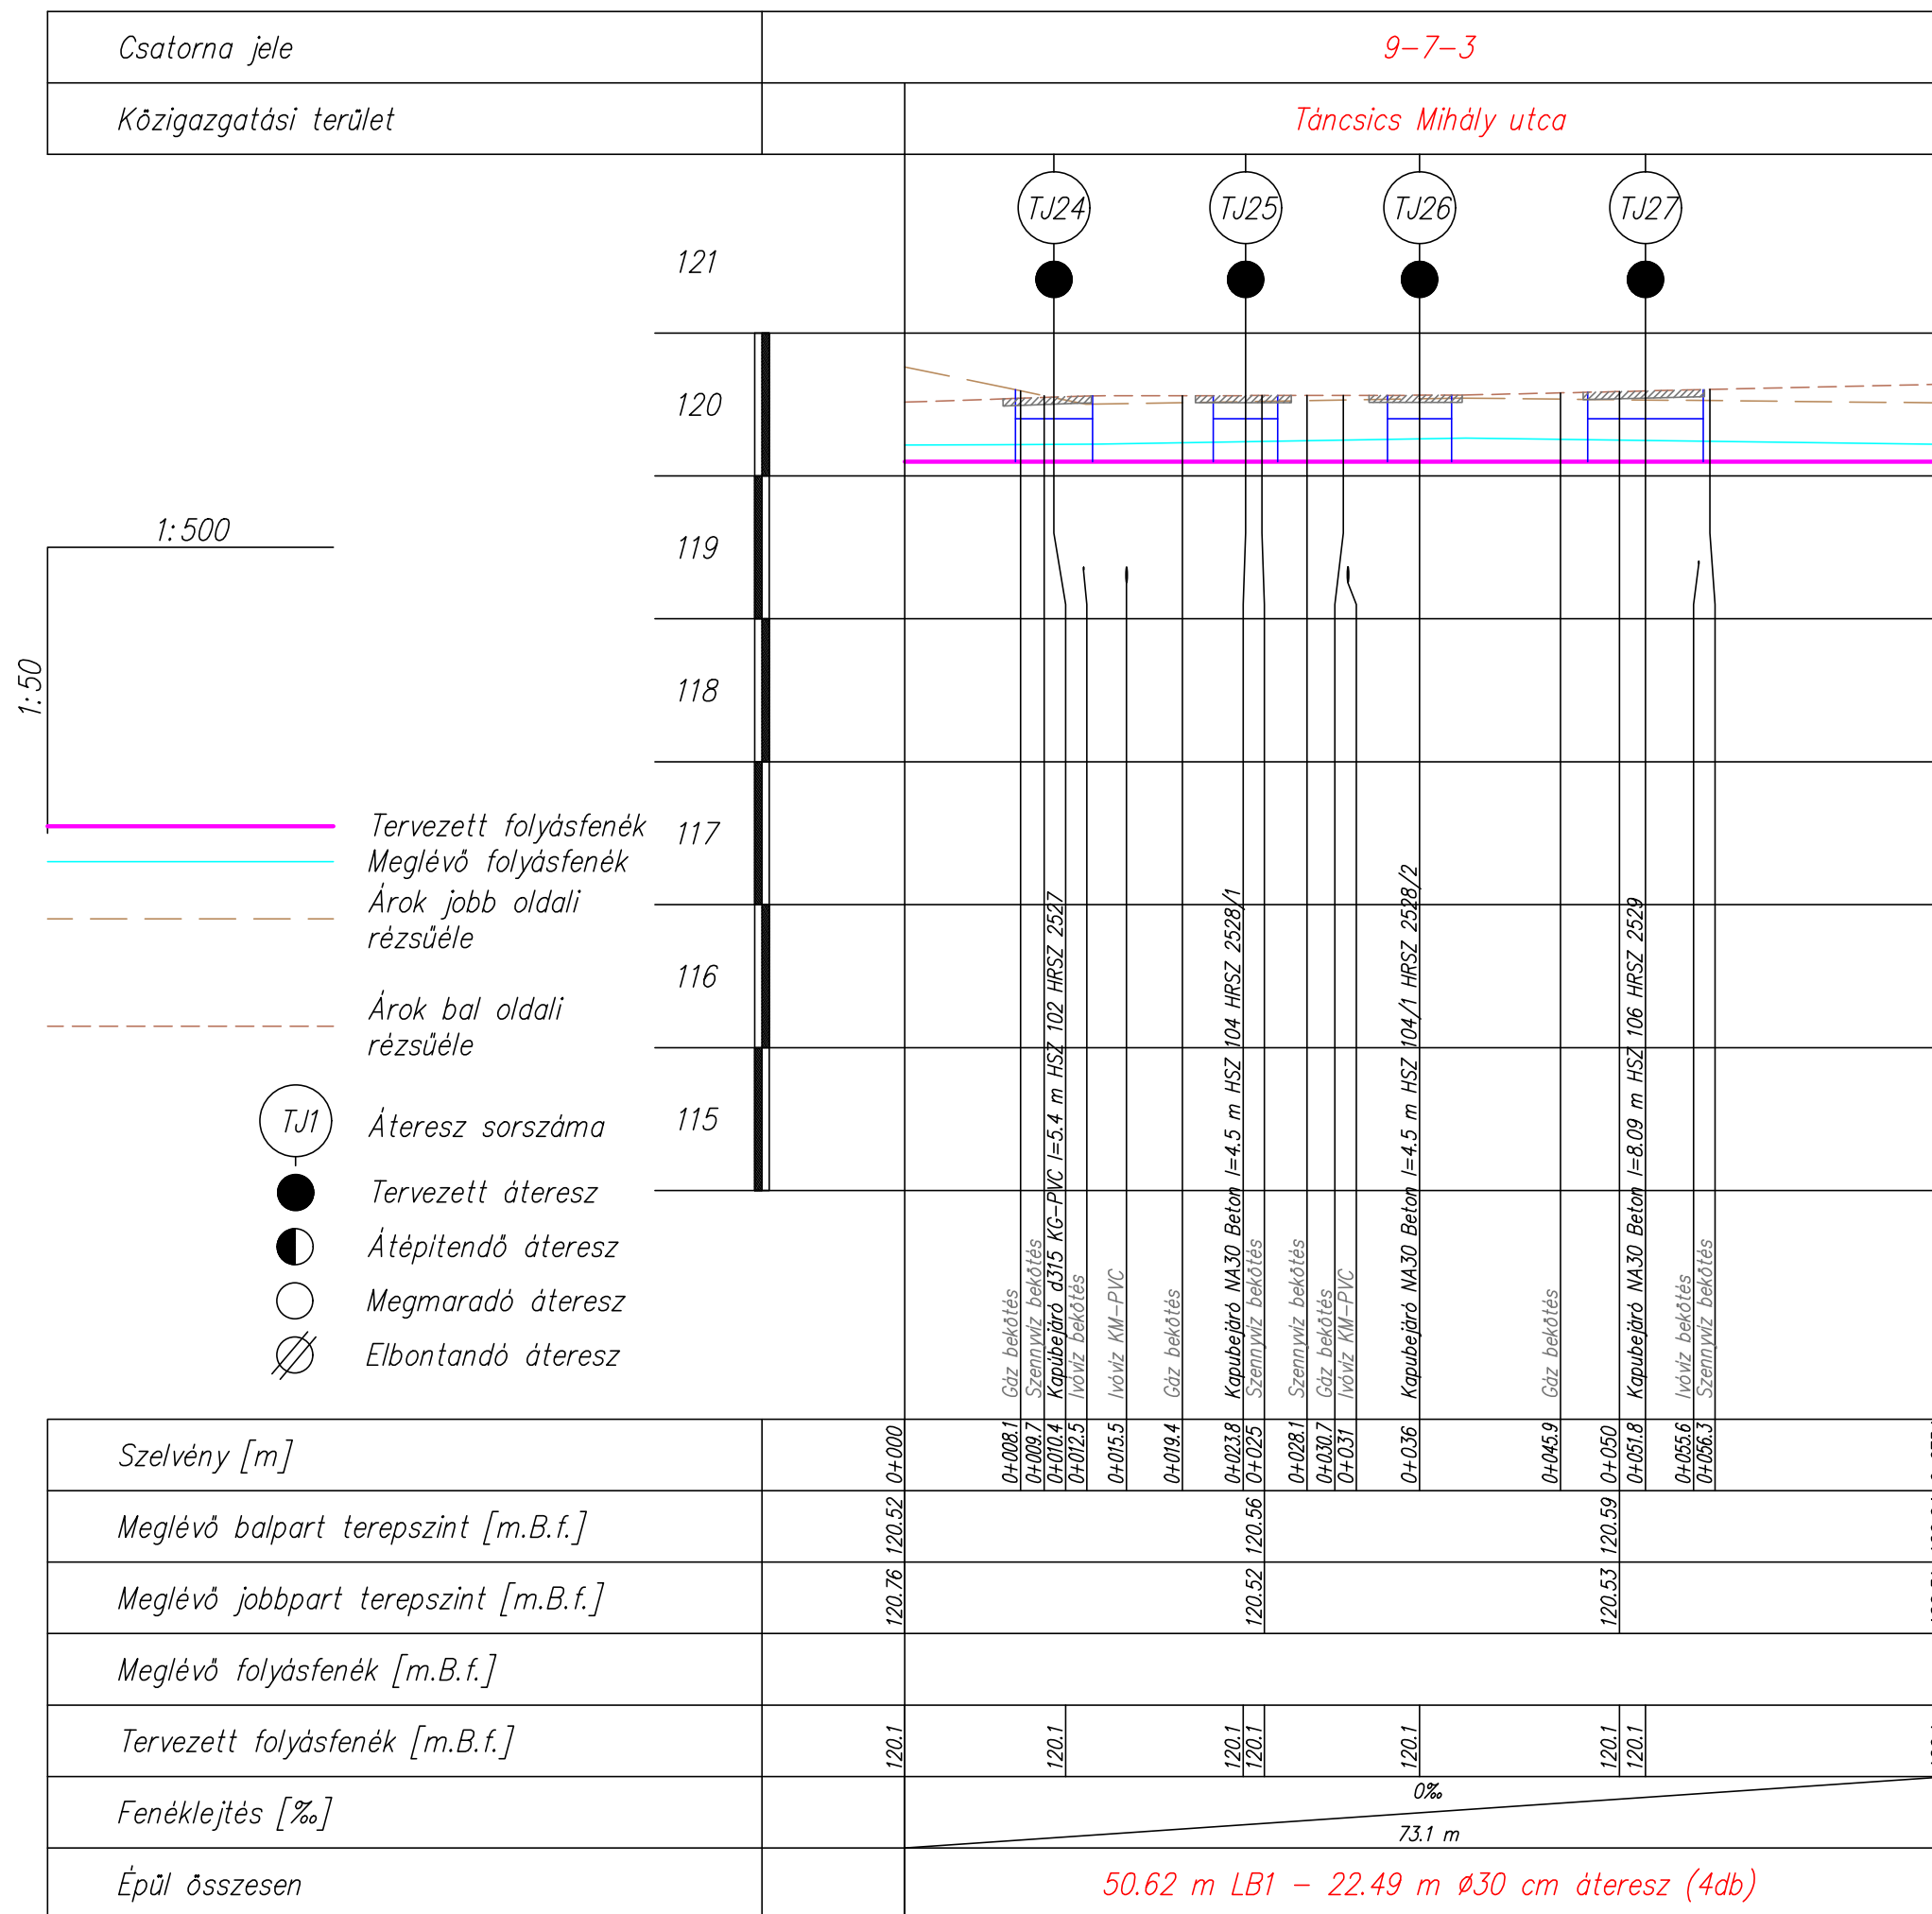 Csatorna jele
9-7-3
Közigazgatási terület
Táncsics Mihály utca
TJ24
TJ25
TJ26
TJ27
121
120
119
118
117
116
115
1:500
1:50
Tervezett folyásfenék
Meglévő folyásfenék
Árok jobb oldali
rézsűéle
Árok bal oldali
rézsűéle
TJ1
Áteresz sorszáma
Tervezett áteresz
Átépítendő áteresz
Megmaradó áteresz
Elbontandó áteresz
Gáz bekötés
Szennyvíz bekötés
Kapubejáró d315 KG-PVC l=5.4 m HSZ 102 HRSZ 2527
Ivóvíz bekötés
Ivóvíz KM-PVC
Gáz bekötés
Kapubejáró NA30 Beton l=4.5 m HSZ 104 HRSZ 2528/1
Szennyvíz bekötés
Szennyvíz bekötés
Gáz bekötés
Ivóvíz KM-PVC
Kapubejáró NA30 Beton l=4.5 m HSZ 104/1 HRSZ 2528/2
Gáz bekötés
Kapubejáró NA30 Beton l=8.09 m HSZ 106 HRSZ 2529
Ivóvíz bekötés
Szennyvíz bekötés
Szelvény [m]
0+000
0+008.1
0+009.7
0+010.4
0+012.5
0+015.5
0+019.4
0+023.8
0+025
0+028.1
0+030.7
0+031
0+036
0+045.9
0+050
0+051.8
0+055.6
0+056.3
Meglévő balpart terepszint [m.B.f.]
120.52
120.56
120.59
Meglévő jobbpart terepszint [m.B.f.]
120.76
120.52
120.53
Meglévő folyásfenék [m.B.f.]
Tervezett folyásfenék [m.B.f.]
120.1
120.1
120.1
120.1
120.1
120.1
120.1
Fenéklejtés [‰]
0‰
73.1 m
Épül összesen
50.62 m LB1 - 22.49 m ø30 cm áteresz (4db)